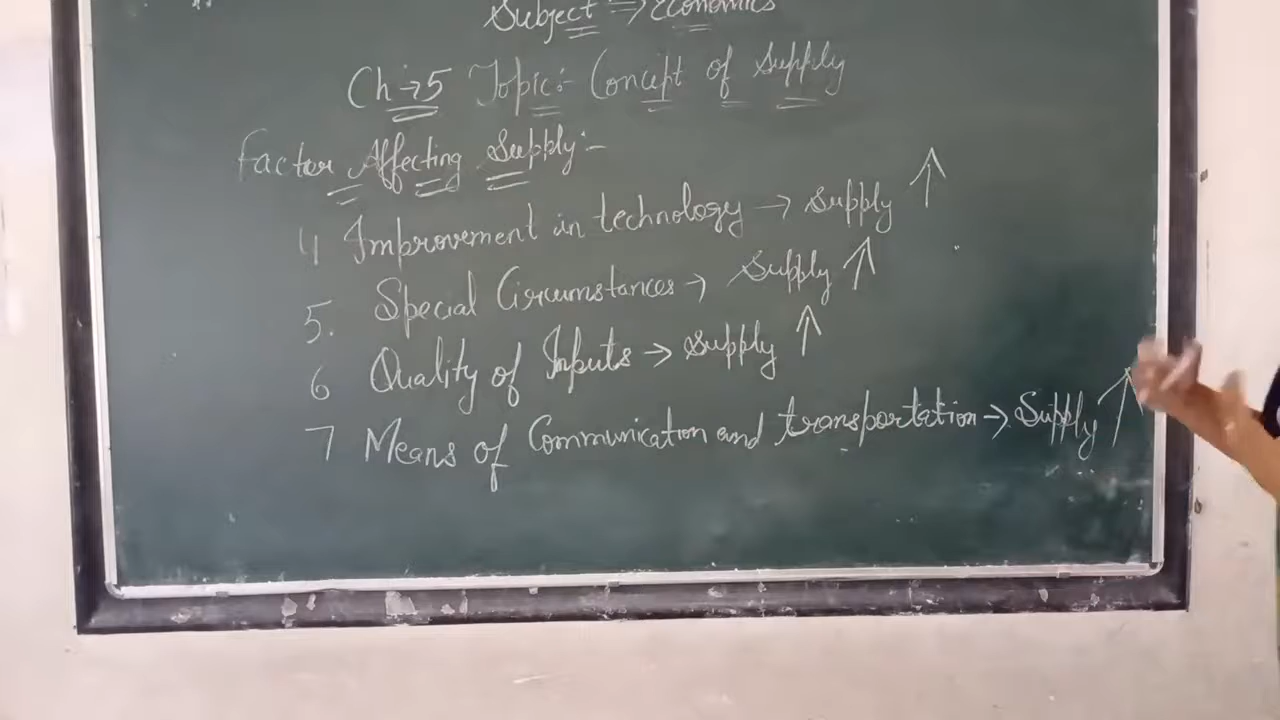 Subject ⇒ Economics
Ch → 5 Topic:- Concept of Supply
Factor Affecting Supply:-
4 Improvement in technology → Supply ↑
5. Special Circumstances → Supply ↑
6 Quality of Inputs → Supply ↑
7 Means of Communication and transportation → Supply ↑